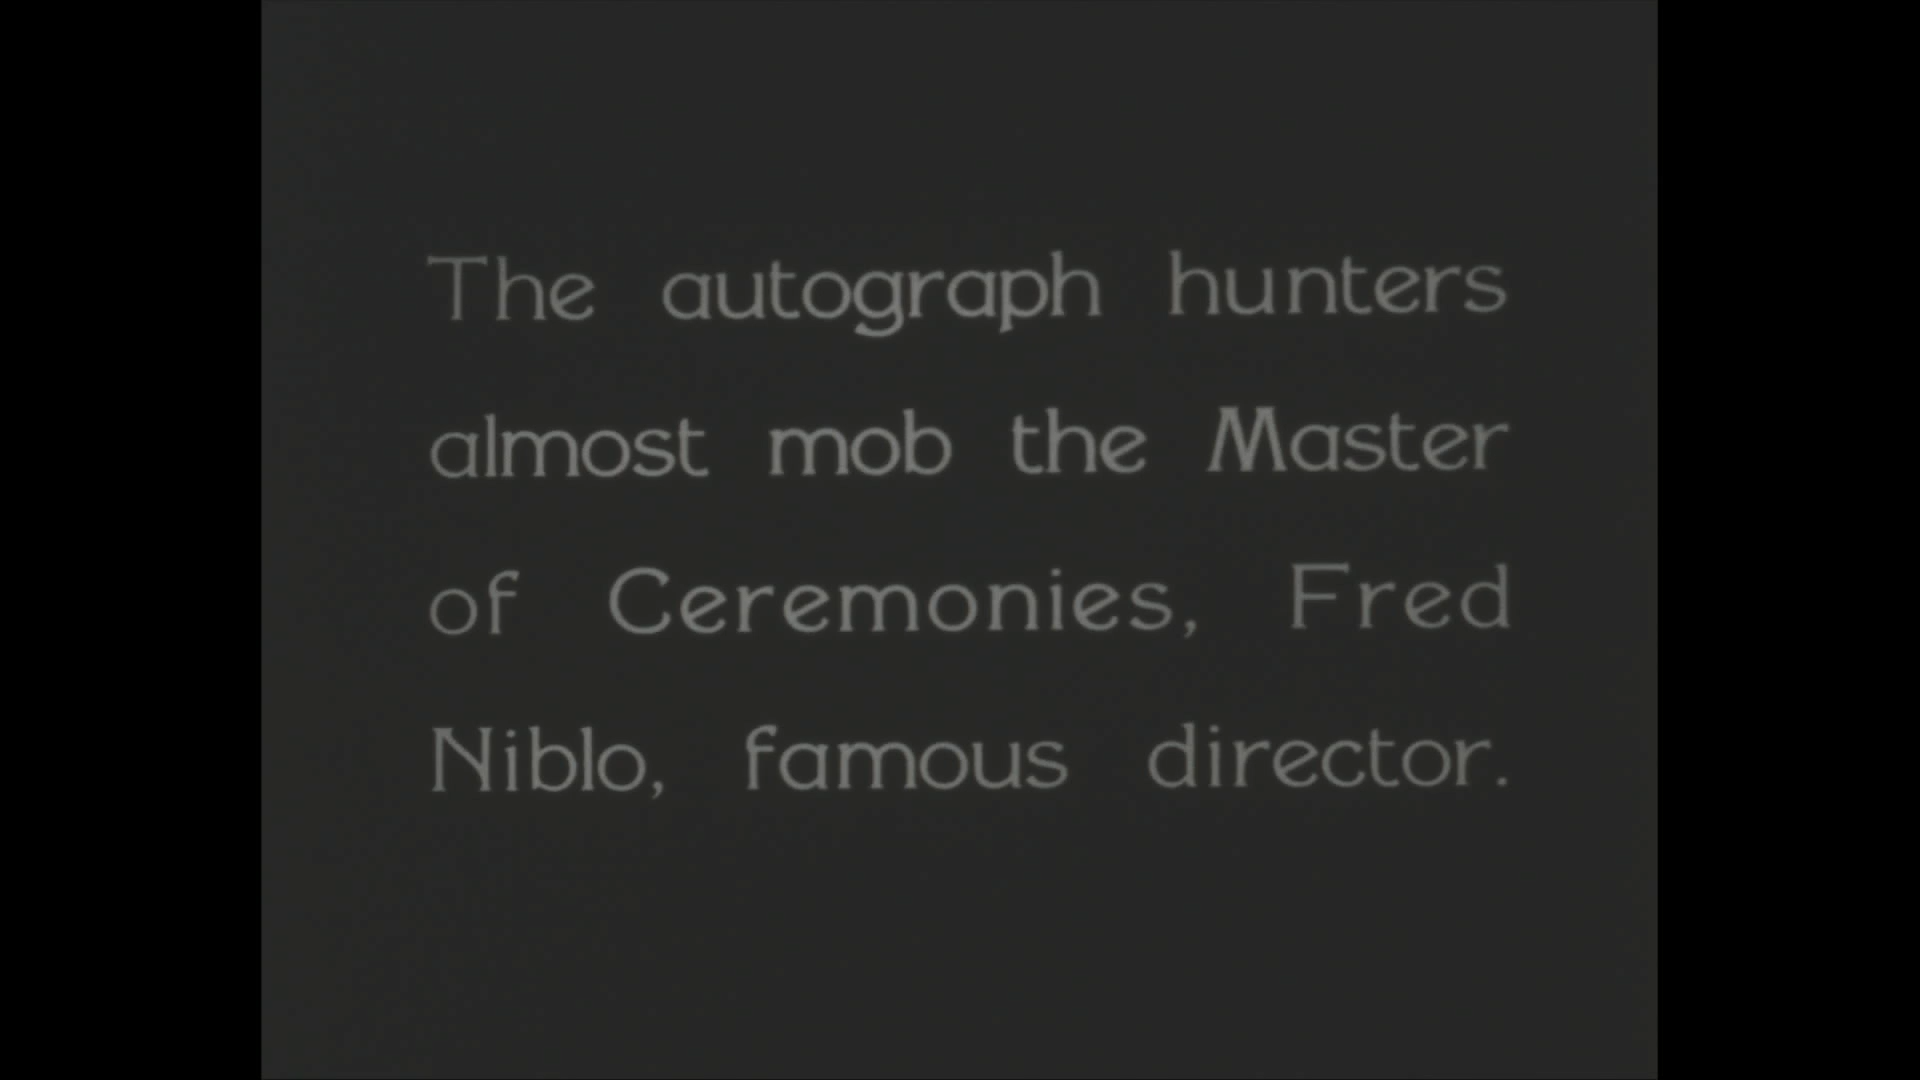 The autograph hunters
almost mob the Master
of Ceremonies, Fred
Niblo, famous director.